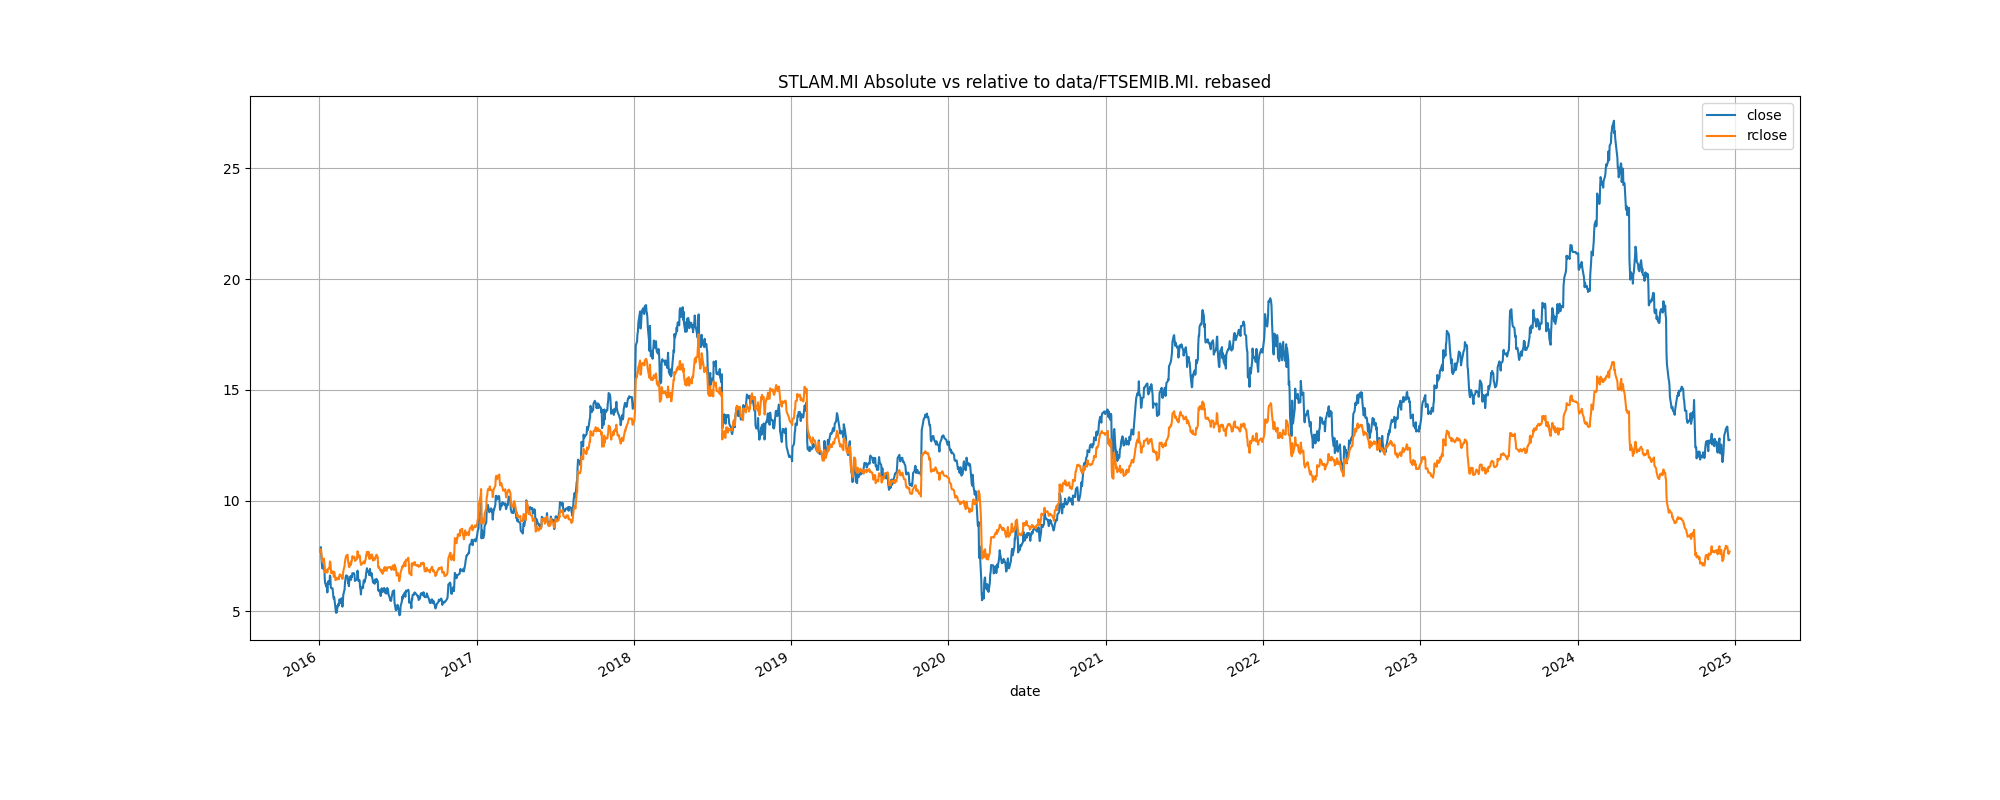 STLAM.MI Absolute vs relative to data/FTSEMIB.MI. rebased
close
rclose
25
20
15
10
5
2016 2017 2018 2019 2020 2021 2022 2023 2024 2025
date